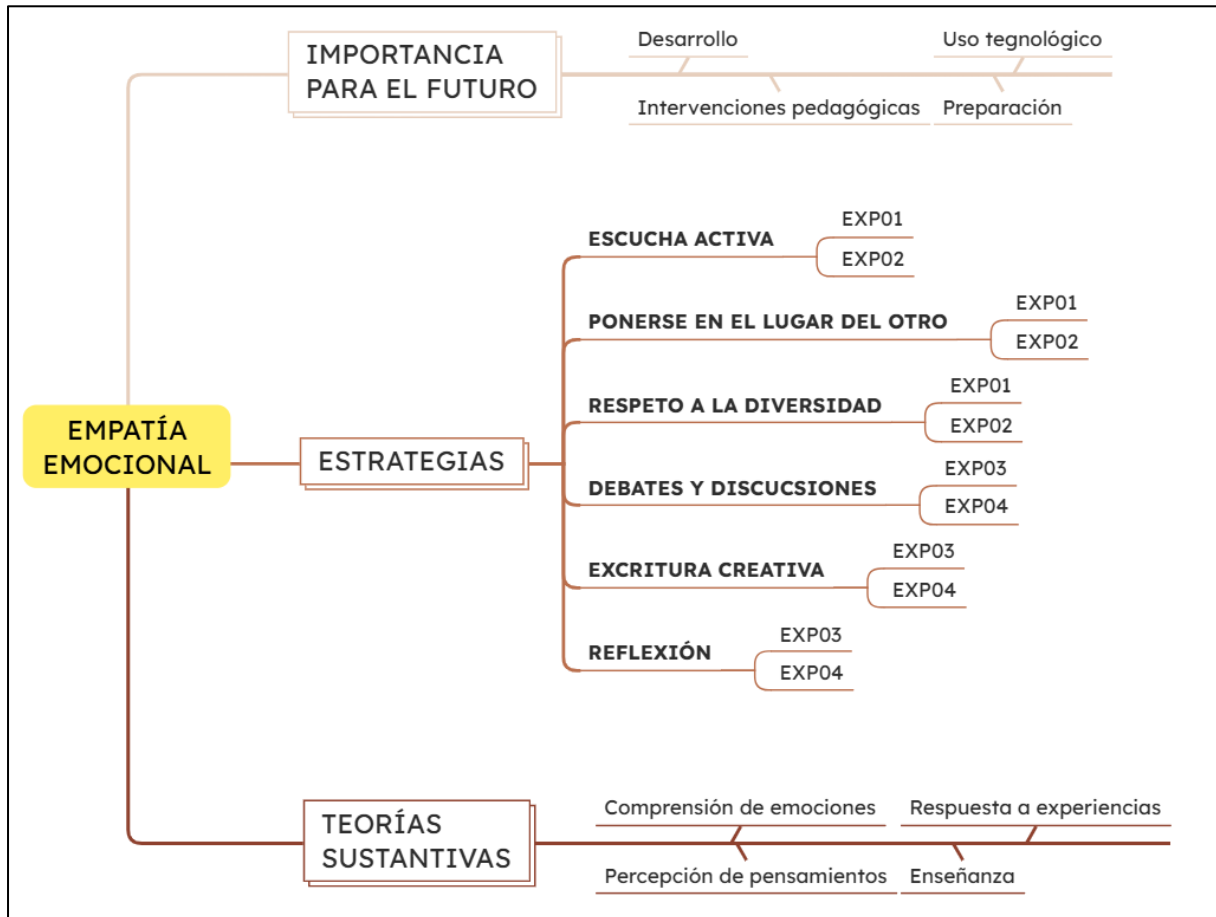 IMPORTANCIA
PARA EL FUTURO
Desarrollo
Uso tegnológico
Intervenciones pedagógicas
Preparación
EMPATÍA
EMOCIONAL
ESTRATEGIAS
ESCUCHA ACTIVA
EXP01
EXP02
PONERSE EN EL LUGAR DEL OTRO
EXP01
EXP02
RESPETO A LA DIVERSIDAD
EXP01
EXP02
DEBATES Y DISCUCSIONES
EXP03
EXP04
EXCRITURA CREATIVA
EXP03
EXP04
REFLEXIÓN
EXP03
EXP04
TEORÍAS
SUSTANTIVAS
Comprensión de emociones
Respuesta a experiencias
Percepción de pensamientos
Enseñanza